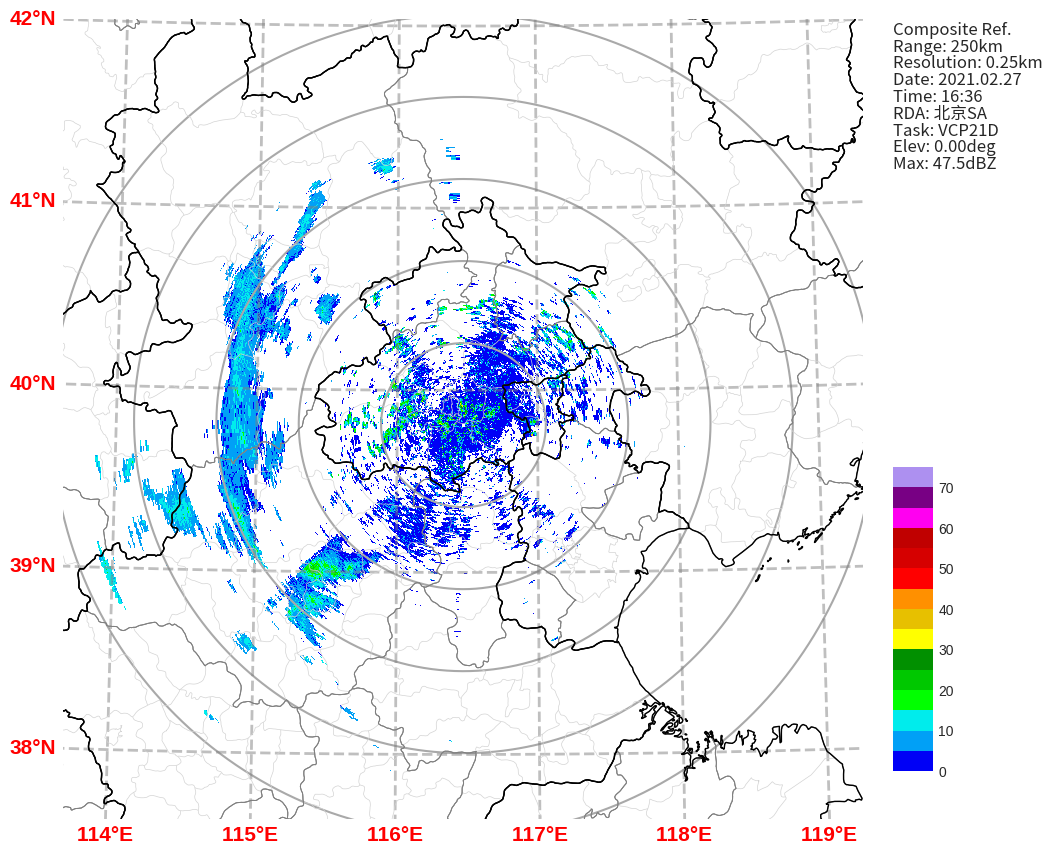 42°N
41°N
40°N
39°N
38°N
114°E
115°E
116°E
117°E
118°E
119°E
Composite Ref.
Range: 250km
Resolution: 0.25km
Date: 2021.02.27
Time: 16:36
RDA: 北京SA
Task: VCP21D
Elev: 0.00deg
Max: 47.5dBZ
70
60
50
40
30
20
10
0